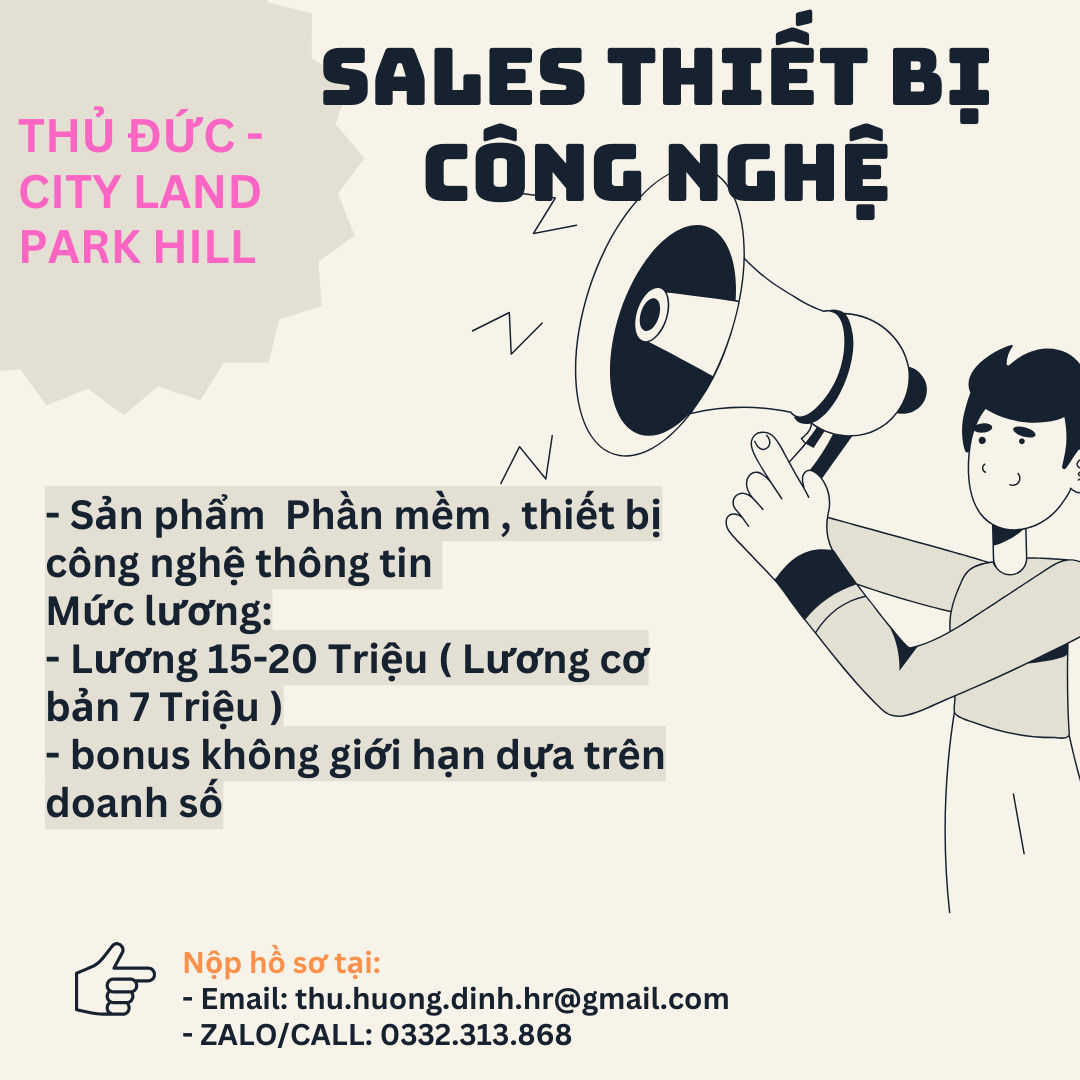 SALES THIẾT BỊ
CÔNG NGHỆ
THỦ ĐỨC -
CITY LAND
PARK HILL
- Sản phẩm  Phần mềm , thiết bị
công nghệ thông tin
Mức lương:
- Lương 15-20 Triệu ( Lương cơ
bản 7 Triệu )
- bonus không giới hạn dựa trên
doanh số
Nộp hồ sơ tại:
- Email: thu.huong.dinh.hr@gmail.com
- ZALO/CALL: 0332.313.868